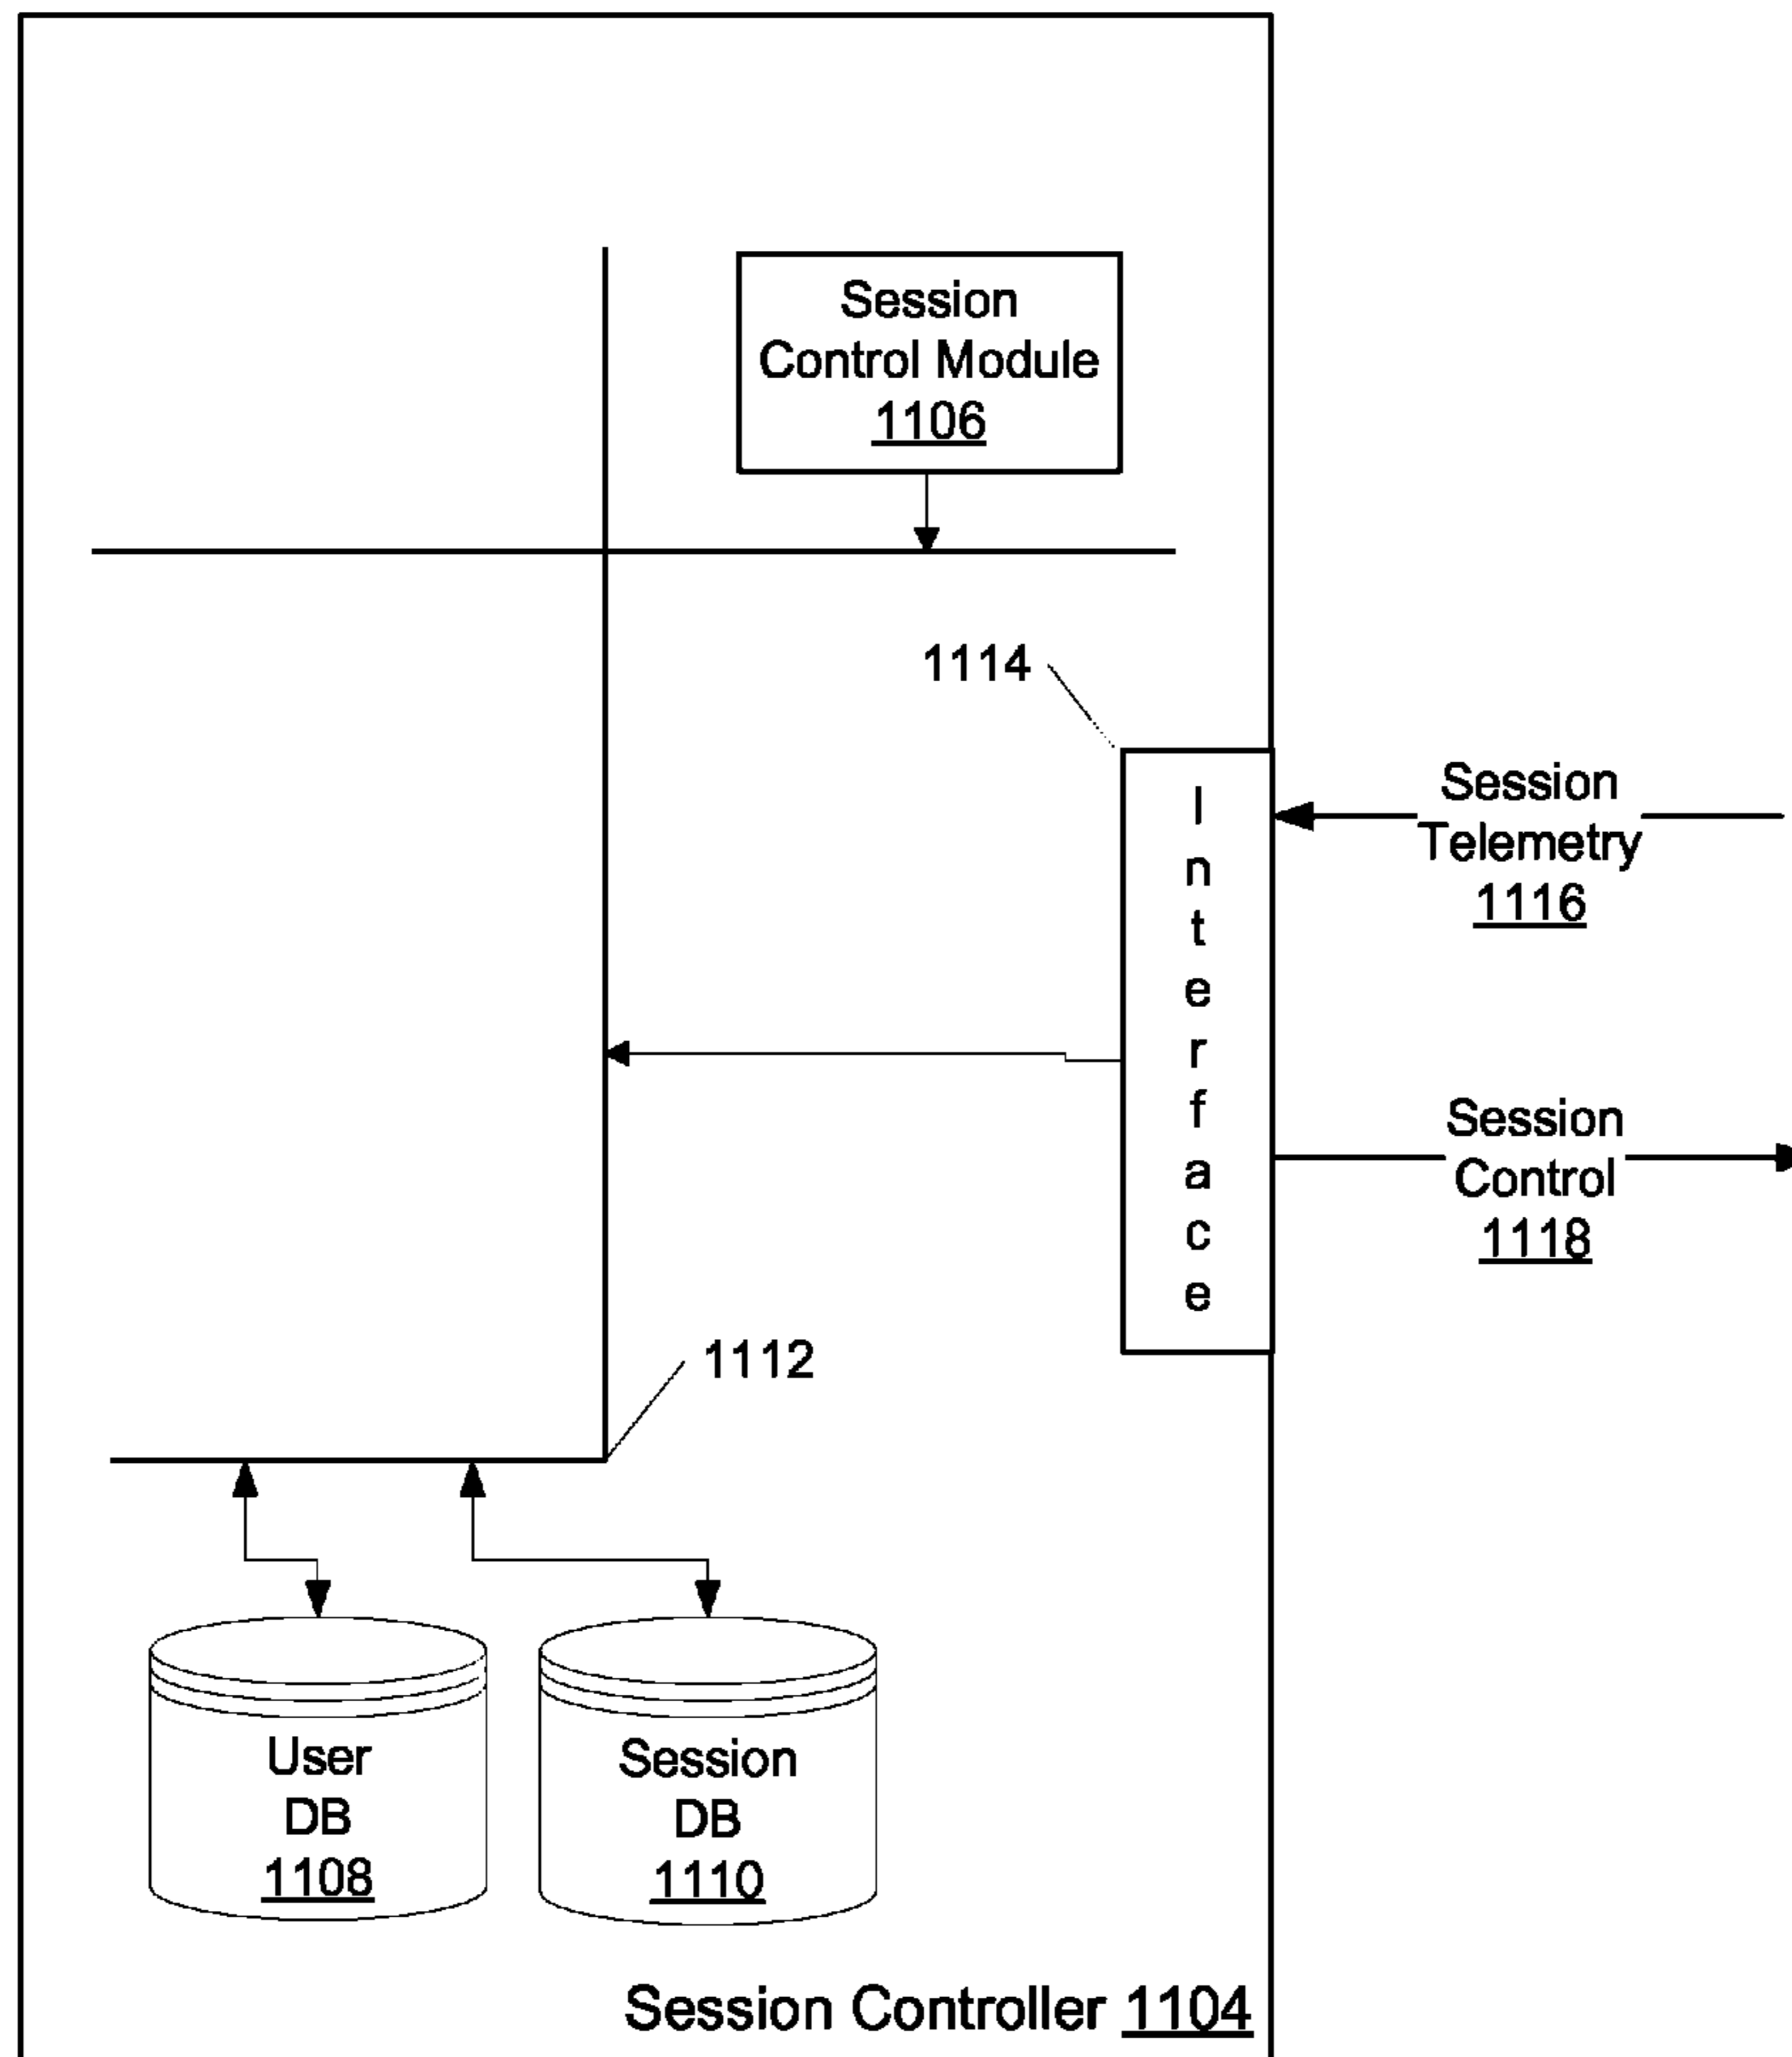 Session
Control Module
1106
1114
Interface
Session
Telemetry
1116
Session
Control
1118
1112
User
DB
1108
Session
DB
1110
Session Controller 1104